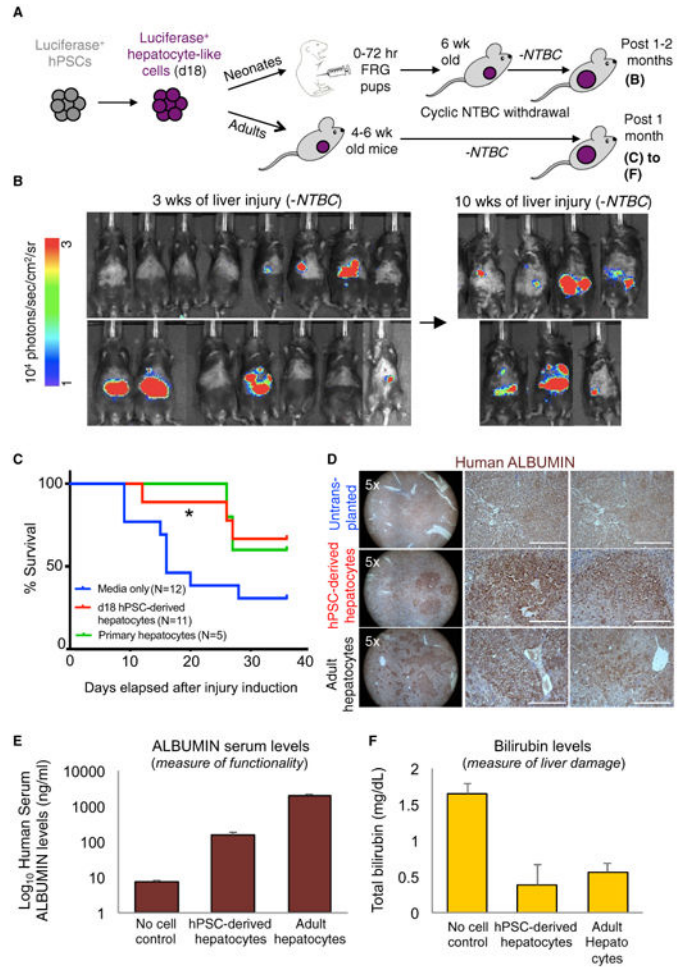 A
Luciferase⁺
hPSCs
Luciferase⁺
hepatocyte-like
cells (d18)
Neonates
Adults
0-72 hr
FRG
pups
6 wk
old
-NTBC
Post 1-2
months
(B)
Cyclic NTBC withdrawal
4-6 wk
old mice
-NTBC
Post 1
month
(C) to
(F)
B
3 wks of liver injury (-NTBC)
10 wks of liver injury (-NTBC)
10⁴ photons/sec/cm²/sr
3
1
C
% Survival
100
50
0
*
Media only (N=12)
d18 hPSC-derived
hepatocytes (N=11)
Primary hepatocytes (N=5)
0 10 20 30 40
Days elapsed after injury induction
D
Human ALBUMIN
Untrans-
planted
5x
hPSC-derived
hepatocytes
5x
Adult
hepatocytes
5x
E
ALBUMIN serum levels
(measure of functionality)
Log₁₀ Human Serum
ALBUMIN levels (ng/ml)
10000
1000
100
10
1
No cell
control
hPSC-derived
hepatocytes
Adult
hepatocytes
F
Bilirubin levels
(measure of liver damage)
Total bilirubin (mg/dL)
2
1.5
1
0.5
0
No cell
control
hPSC-derived
hepatocytes
Adult
Hepato
cytes